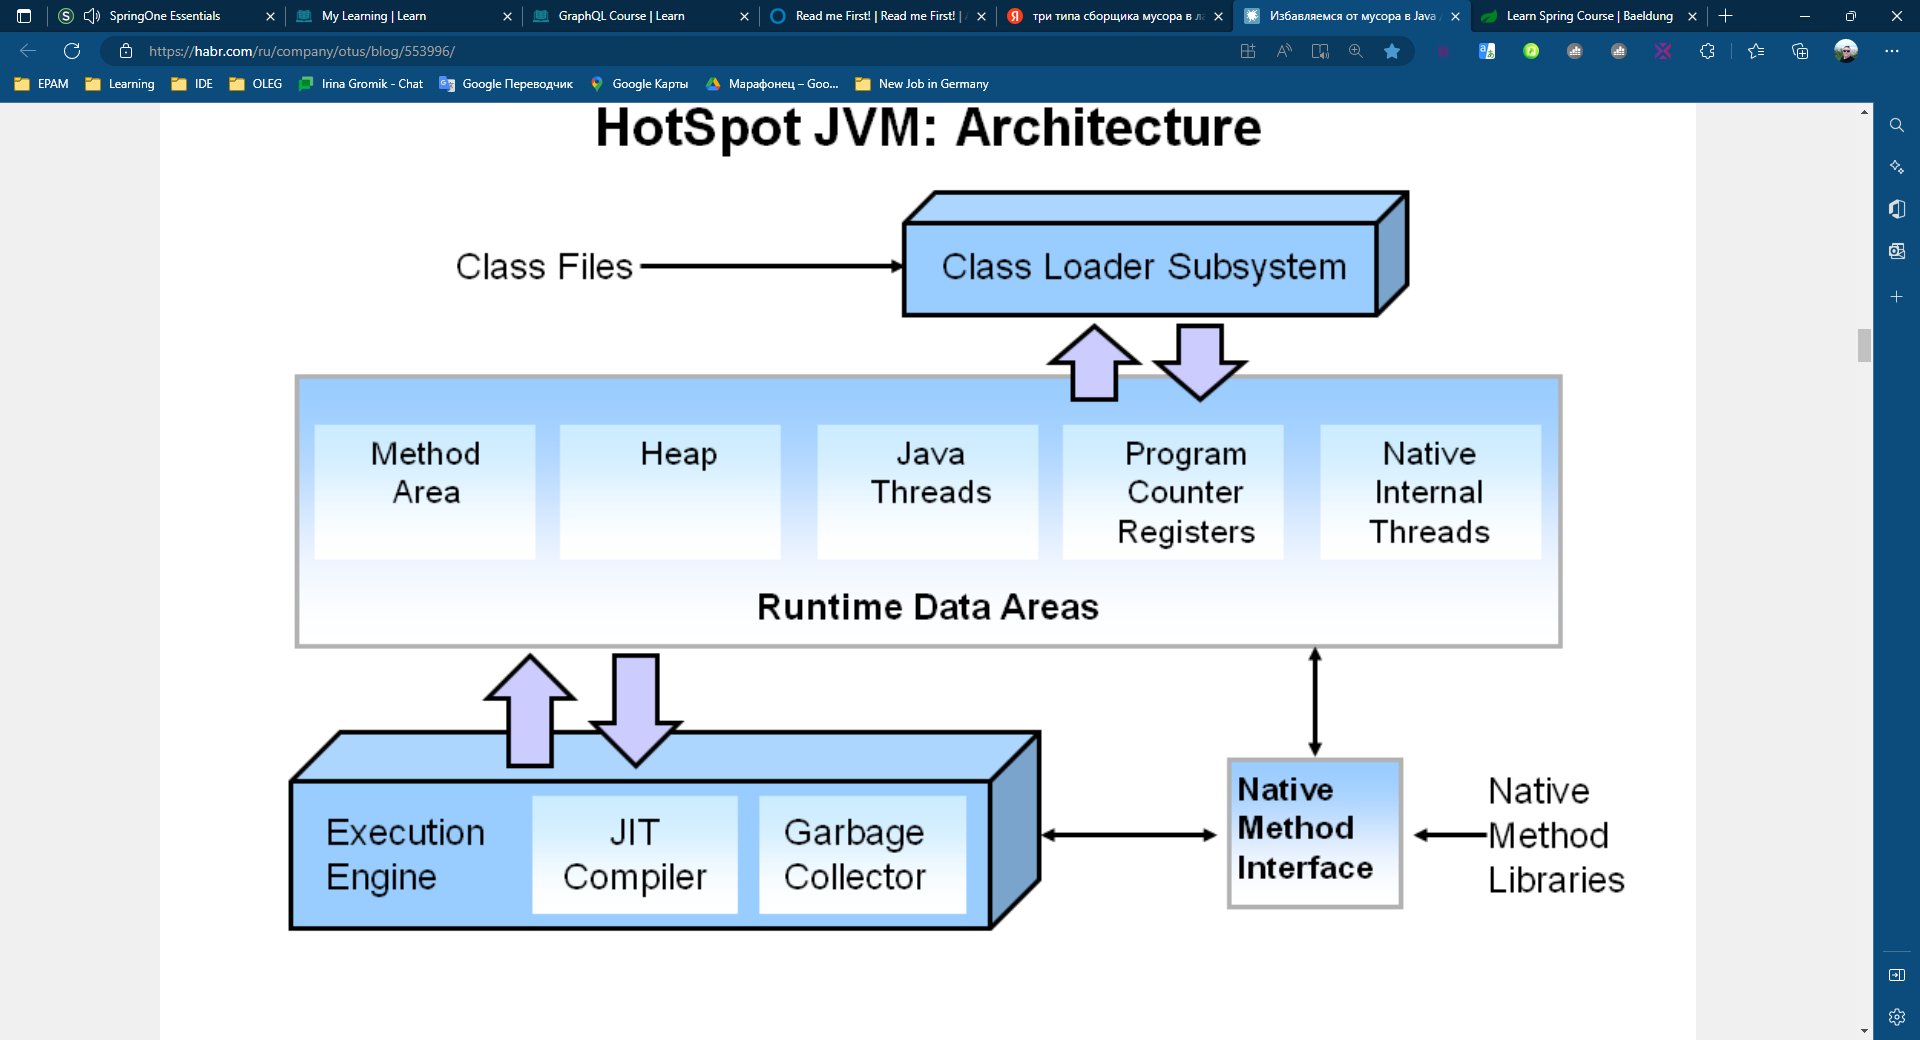 SpringOne Essentials
My Learning | Learn
GraphQL Course | Learn
Read me First! | Read me First! |
три типа сборщика мусора в
Избавляемся от мусора в Java
Learn Spring Course | Baeldung
https://habr.com/ru/company/otus/blog/553996/
EPAM
Learning
IDE
OLEG
Irina Gromik - Chat
Google Переводчик
Google Карты
Марафонец – Goo...
New Job in Germany
HotSpot JVM: Architecture
Class Files
Class Loader Subsystem
Method
Area
Heap
Java
Threads
Program
Counter
Registers
Native
Internal
Threads
Runtime Data Areas
Execution
Engine
JIT
Compiler
Garbage
Collector
Native
Method
Interface
Native
Method
Libraries